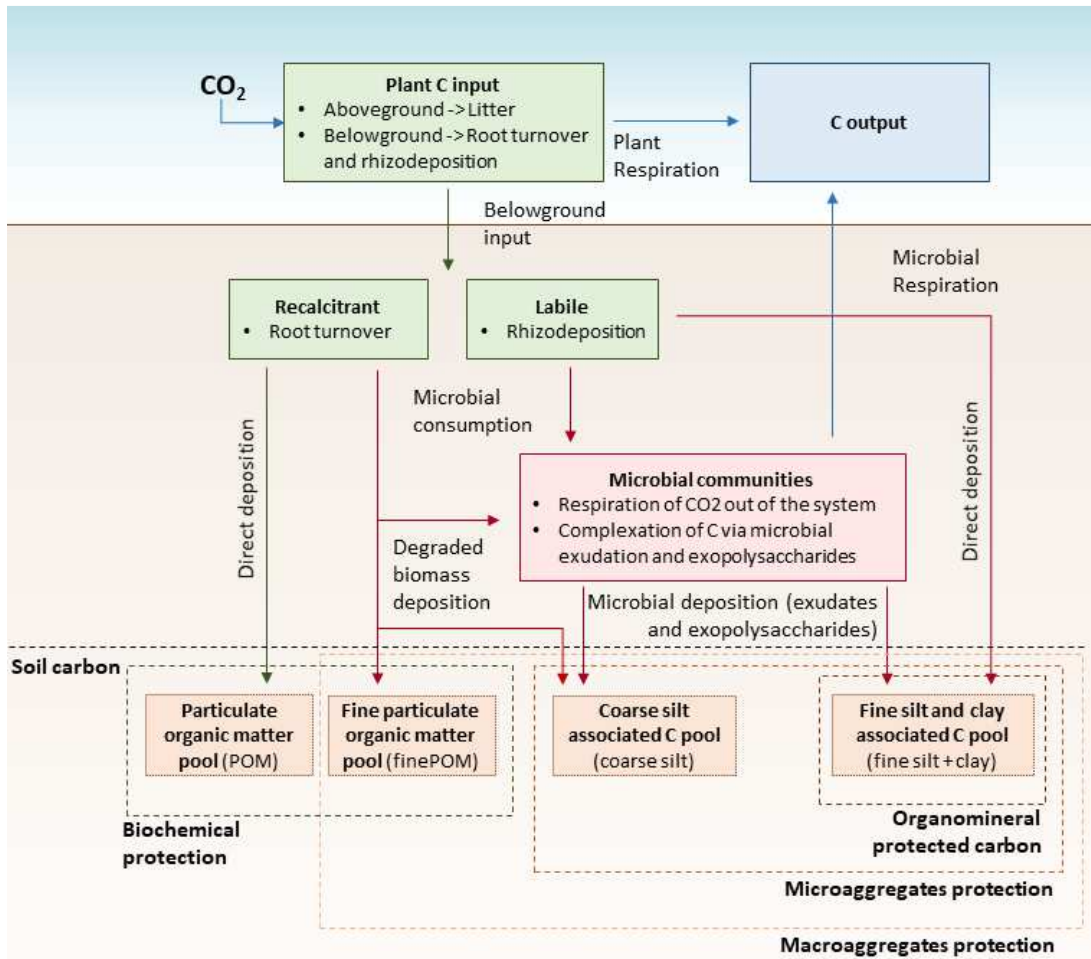 CO2
Plant C input
• Aboveground ->Litter
• Belowground ->Root turnover
and rhizodeposition
Plant
Respiration
C output
Belowground
input
Microbial
Respiration
Recalcitrant
• Root turnover
Labile
• Rhizodeposition
Microbial
consumption
Direct deposition
Microbial communities
• Respiration of CO2 out of the system
• Complexation of C via microbial
exudation and exopolysaccharides
Direct deposition
Degraded
biomass
deposition
Microbial deposition (exudates
and exopolysaccharides)
Soil carbon
Particulate
organic matter
pool (POM)
Fine particulate
organic matter
pool (finePOM)
Coarse silt
associated C pool
(coarse silt)
Fine silt and clay
associated C pool
(fine silt + clay)
Biochemical
protection
Organomineral
protected carbon
Microaggregates protection
Macroaggregates protection